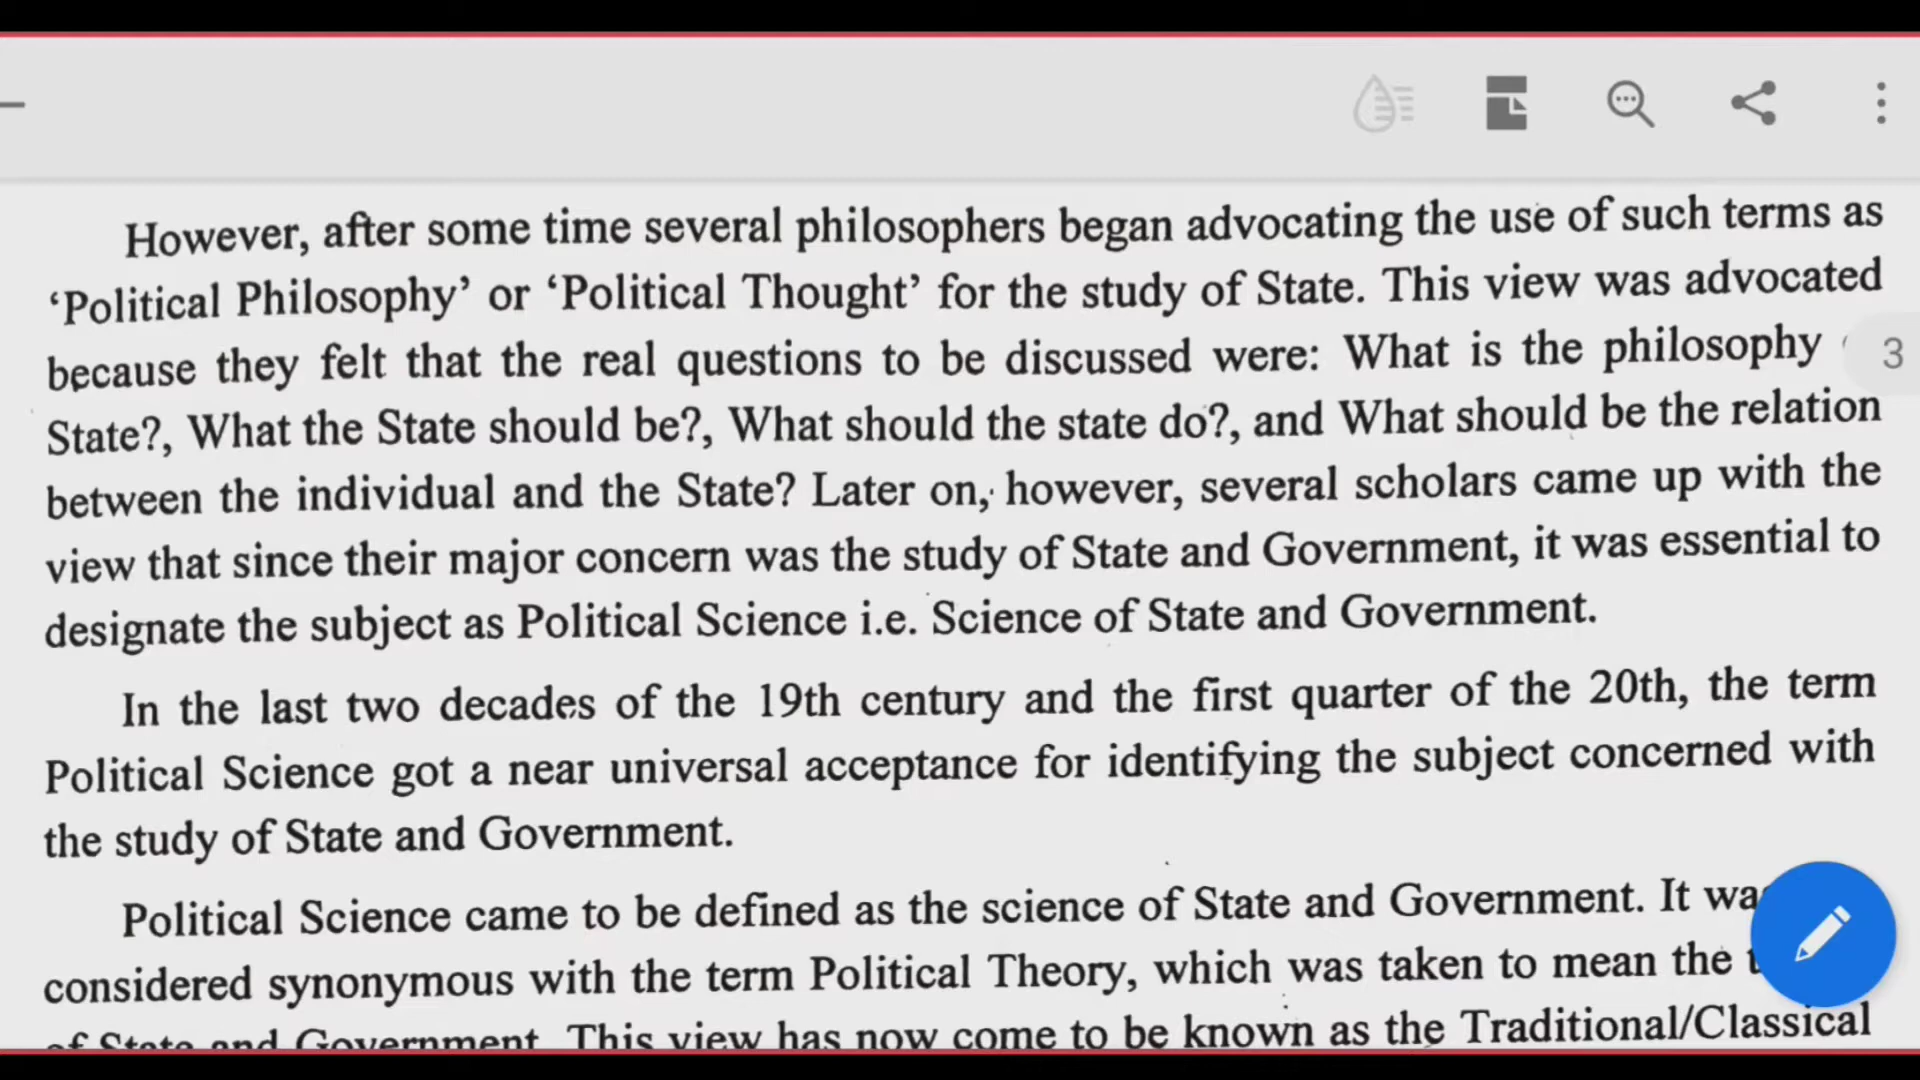 However, after some time several philosophers began advocating the use of such terms as
‘Political Philosophy’ or ‘Political Thought’ for the study of State. This view was advocated
because they felt that the real questions to be discussed were: What is the philosophy
3
State?, What the State should be?, What should the state do?, and What should be the relation
between the individual and the State? Later on, however, several scholars came up with the
view that since their major concern was the study of State and Government, it was essential to
designate the subject as Political Science i.e. Science of State and Government.
In the last two decades of the 19th century and the first quarter of the 20th, the term
Political Science got a near universal acceptance for identifying the subject concerned with
the study of State and Government.
Political Science came to be defined as the science of State and Government. It
considered synonymous with the term Political Theory, which was taken to mean the
of State and Government. This view has now come to be known as the Traditional/Classical